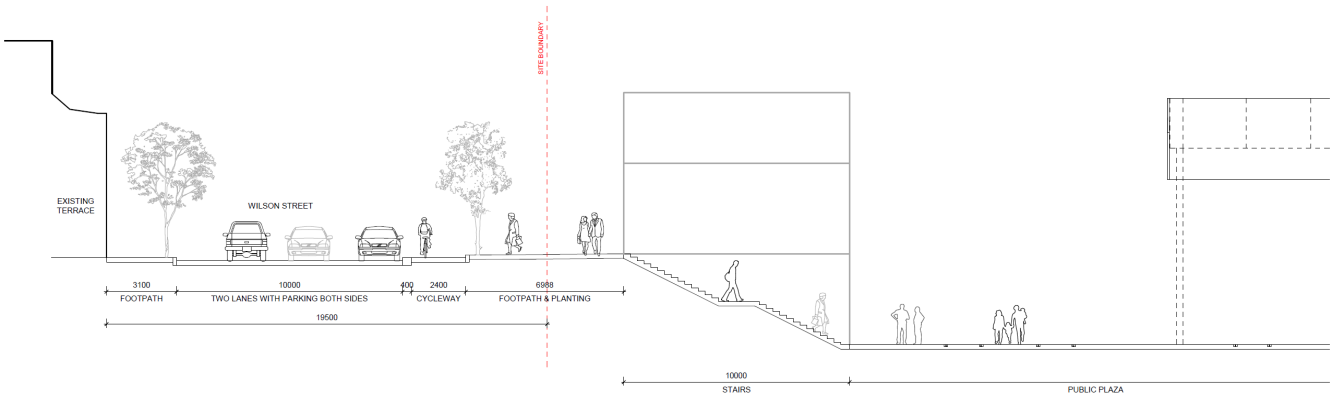 SITE BOUNDARY
EXISTING
TERRACE
WILSON STREET
3100
10000
400
2400
6988
FOOTPATH
TWO LANES WITH PARKING BOTH SIDES
CYCLEWAY
FOOTPATH & PLANTING
19500
10000
STAIRS
PUBLIC PLAZA